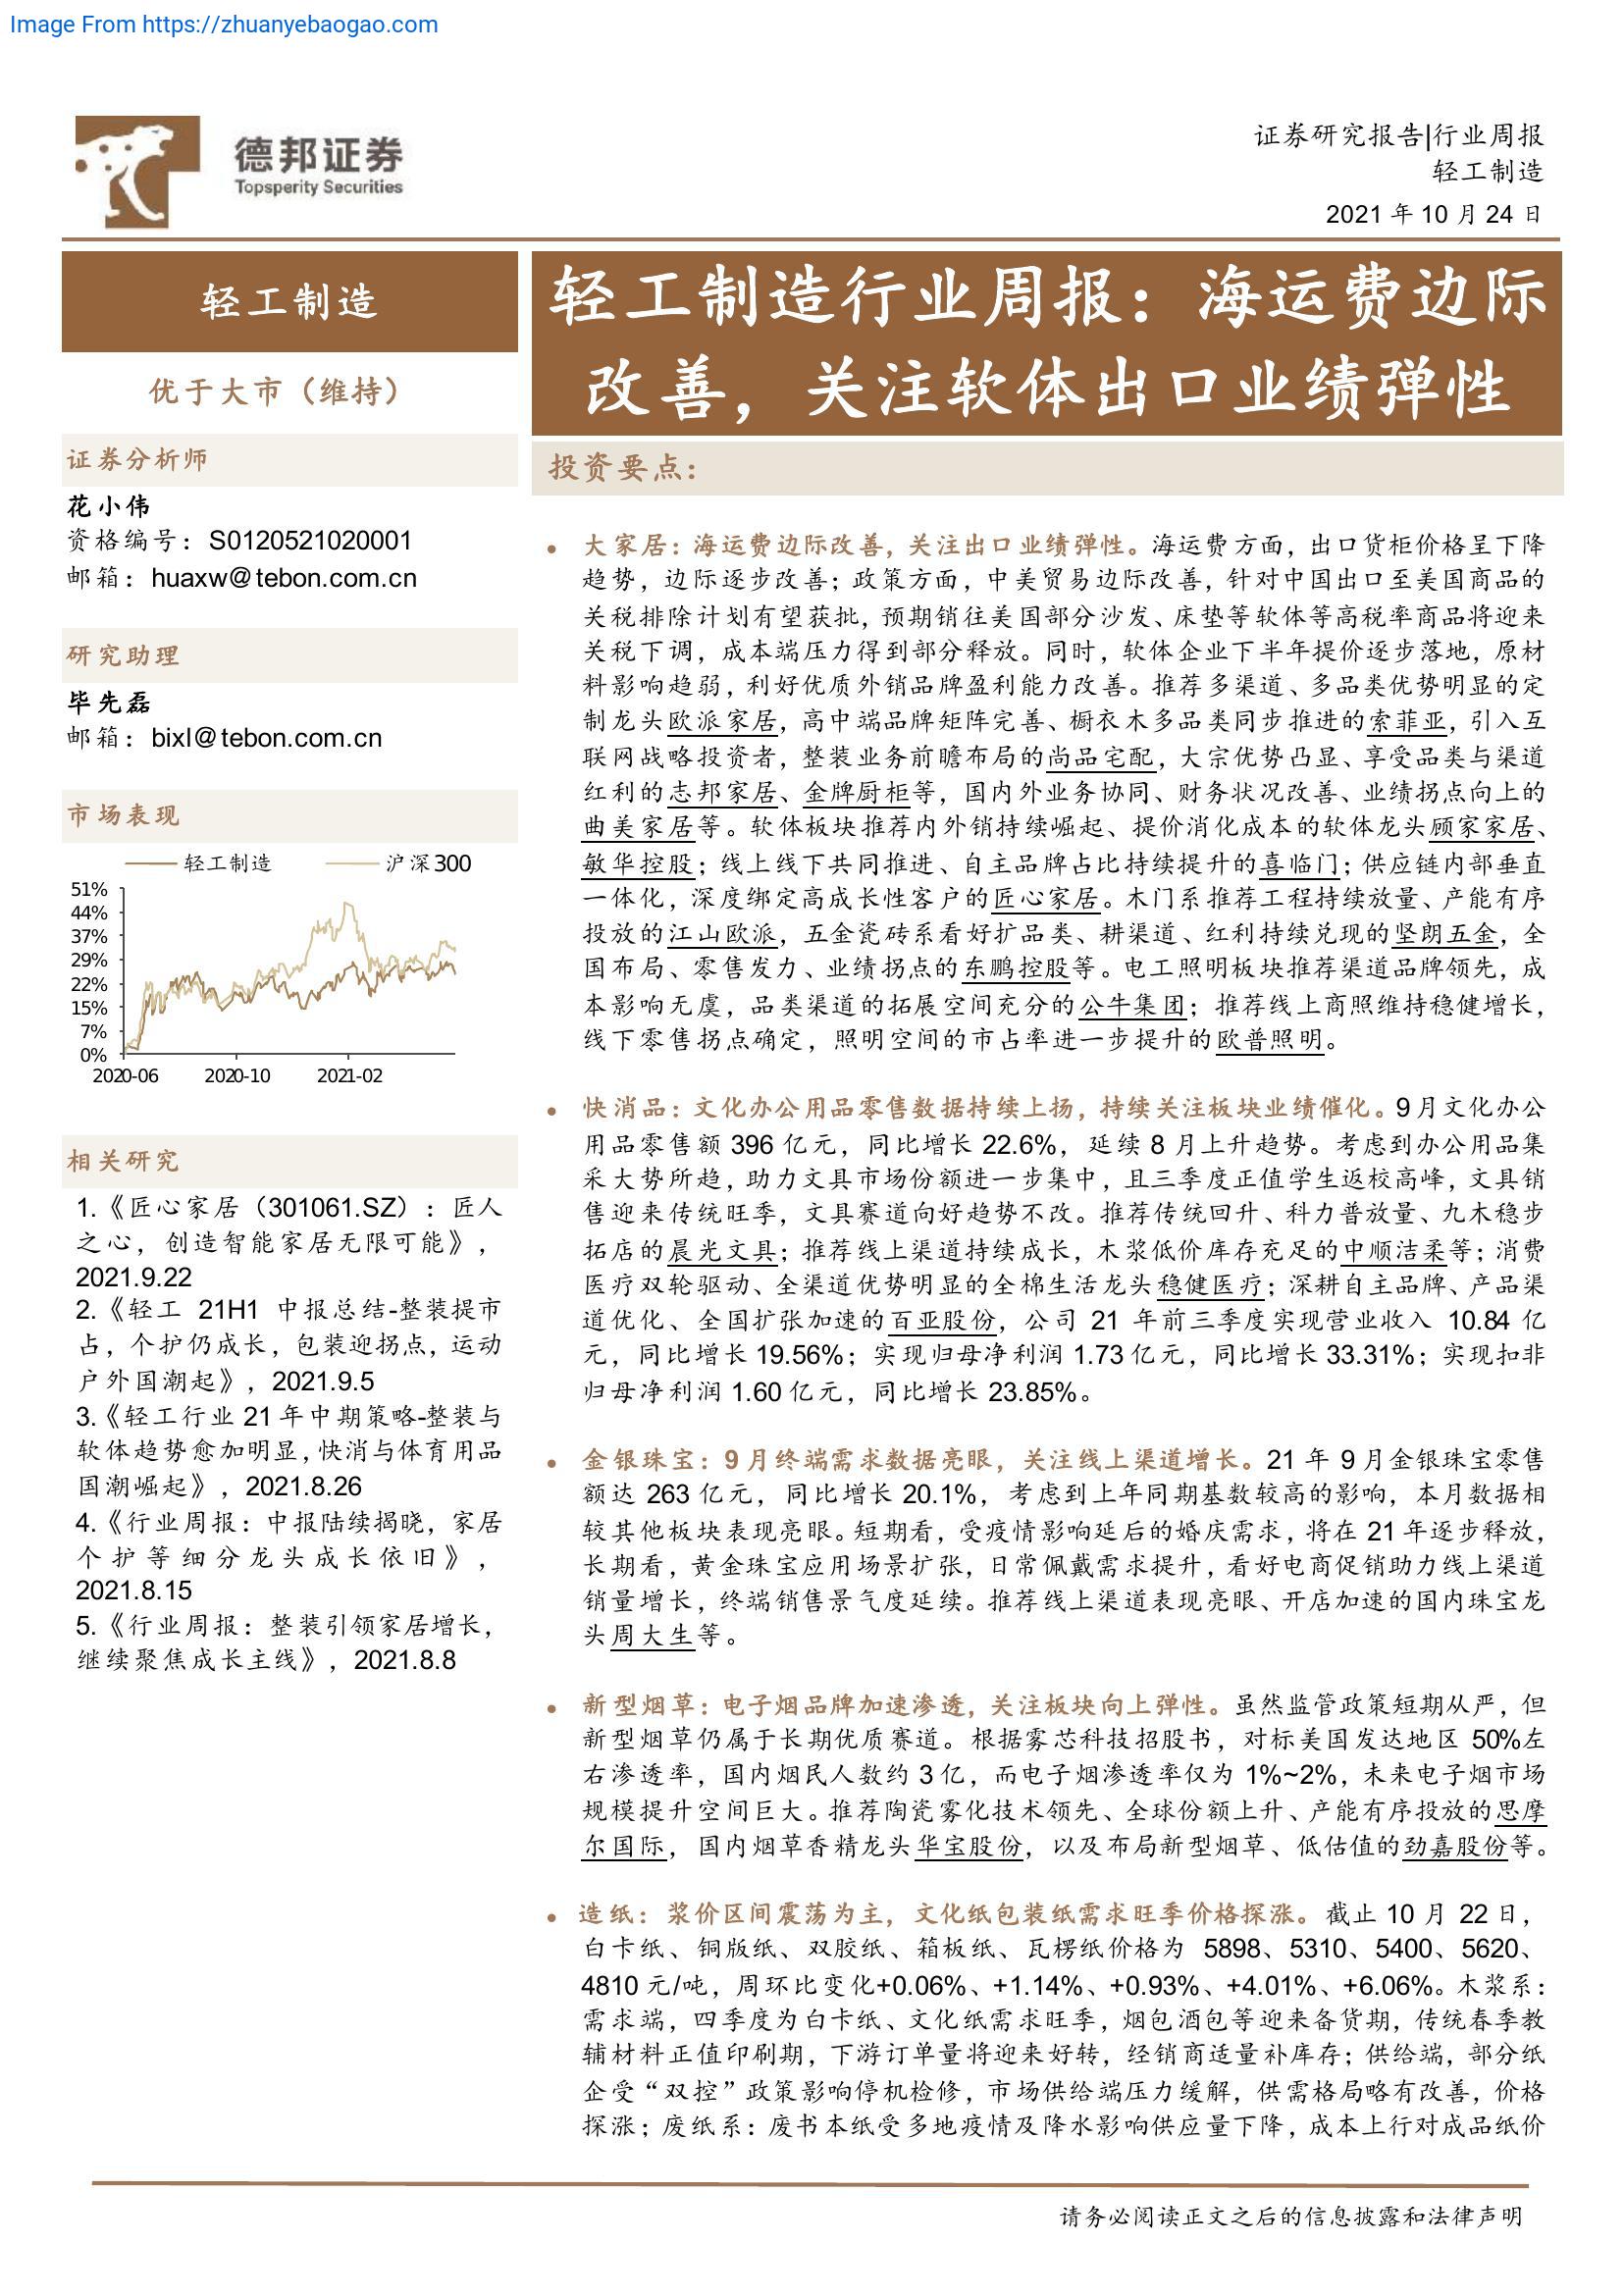 Image From https://zhuanyebaogao.com
德邦证券
Topsperity Securities
证券研究报告|行业周报
轻工制造
2021 年 10 月 24 日
轻工制造
优于大市（维持）
证券分析师
花小伟
资格编号：S0120521020001
邮箱：huaxw@tebon.com.cn
研究助理
毕先磊
邮箱：bixl@tebon.com.cn
市场表现
轻工制造 沪深300
51%
44%
37%
29%
22%
15%
7%
0%
2020-06 2020-10 2021-02
相关研究
1.《匠心家居（301061.SZ）：匠人
之心，创造智能家居无限可能》，
2021.9.22
2.《轻工 21H1 中报总结-整装提市
占，个护仍成长，包装迎拐点，运动
户外国潮起》，2021.9.5
3.《轻工行业 21 年中期策略-整装与
软体趋势愈加明显，快消与体育用品
国潮崛起》，2021.8.26
4.《行业周报：中报陆续揭晓，家居
个护等细分龙头成长依旧》，
2021.8.15
5.《行业周报：整装引领家居增长，
继续聚焦成长主线》，2021.8.8
轻工制造行业周报：海运费边际
改善，关注软体出口业绩弹性
投资要点：
• 大家居：海运费边际改善，关注出口业绩弹性。海运费方面，出口货柜价格呈下降
趋势，边际逐步改善；政策方面，中美贸易边际改善，针对中国出口至美国商品的
关税排除计划有望获批，预期销往美国部分沙发、床垫等软体等高税率商品将迎来
关税下调，成本端压力得到部分释放。同时，软体企业下半年提价逐步落地，原材
料影响趋弱，利好优质外销品牌盈利能力改善。推荐多渠道、多品类优势明显的定
制龙头欧派家居，高中端品牌矩阵完善、橱衣木多品类同步推进的索菲亚，引入互
联网战略投资者，整装业务前瞻布局的尚品宅配，大宗优势凸显、享受品类与渠道
红利的志邦家居、金牌厨柜等，国内外业务协同、财务状况改善、业绩拐点向上的
曲美家居等。软体板块推荐内外销持续崛起、提价消化成本的软体龙头顾家家居、
敏华控股；线上线下共同推进、自主品牌占比持续提升的喜临门；供应链内部垂直
一体化，深度绑定高成长性客户的匠心家居。木门系推荐工程持续放量、产能有序
投放的江山欧派，五金瓷砖系看好扩品类、耕渠道、红利持续兑现的坚朗五金，全
国布局、零售发力、业绩拐点的东鹏控股等。电工照明板块推荐渠道品牌领先，成
本影响无虞，品类渠道的拓展空间充分的公牛集团；推荐线上商照维持稳健增长，
线下零售拐点确定，照明空间的市占率进一步提升的欧普照明。
• 快消品：文化办公用品零售数据持续上扬，持续关注板块业绩催化。9 月文化办公
用品零售额 396 亿元，同比增长 22.6%，延续 8 月上升趋势。考虑到办公用品集
采大势所趋，助力文具市场份额进一步集中，且三季度正值学生返校高峰，文具销
售迎来传统旺季，文具赛道向好趋势不改。推荐传统回升、科力普放量、九木稳步
拓店的晨光文具；推荐线上渠道持续成长，木浆低价库存充足的中顺洁柔等；消费
医疗双轮驱动、全渠道优势明显的全棉生活龙头稳健医疗；深耕自主品牌、产品渠
道优化、全国扩张加速的百亚股份，公司 21 年前三季度实现营业收入 10.84 亿
元，同比增长 19.56%；实现归母净利润 1.73 亿元，同比增长 33.31%；实现扣非
归母净利润 1.60 亿元，同比增长 23.85%。
• 金银珠宝：9 月终端需求数据亮眼，关注线上渠道增长。21 年 9 月金银珠宝零售
额达 263 亿元，同比增长 20.1%，考虑到上年同期基数较高的影响，本月数据相
较其他板块表现亮眼。短期看，受疫情影响延后的婚庆需求，将在 21 年逐步释放，
长期看，黄金珠宝应用场景扩张，日常佩戴需求提升，看好电商促销助力线上渠道
销量增长，终端销售景气度延续。推荐线上渠道表现亮眼、开店加速的国内珠宝龙
头周大生等。
• 新型烟草：电子烟品牌加速渗透，关注板块向上弹性。虽然监管政策短期从严，但
新型烟草仍属于长期优质赛道。根据雾芯科技招股书，对标美国发达地区 50%左
右渗透率，国内烟民人数约 3 亿，而电子烟渗透率仅为 1%~2%，未来电子烟市场
规模提升空间巨大。推荐陶瓷雾化技术领先、全球份额上升、产能有序投放的思摩
尔国际，国内烟草香精龙头华宝股份，以及布局新型烟草、低估值的劲嘉股份等。
• 造纸：浆价区间震荡为主，文化纸包装纸需求旺季价格探涨。截止 10 月 22 日，
白卡纸、铜版纸、双胶纸、箱板纸、瓦楞纸价格为 5898、5310、5400、5620、
4810 元/吨，周环比变化+0.06%、+1.14%、+0.93%、+4.01%、+6.06%。木浆系：
需求端，四季度为白卡纸、文化纸需求旺季，烟包酒包等迎来备货期，传统春季教
辅材料正值印刷期，下游订单量将迎来好转，经销商适量补库存；供给端，部分纸
企受“双控”政策影响停机检修，市场供给端压力缓解，供需格局略有改善，价格
探涨；废纸系：废书本纸受多地疫情及降水影响供应量下降，成本上行对成品纸价
请务必阅读正文之后的信息披露和法律声明